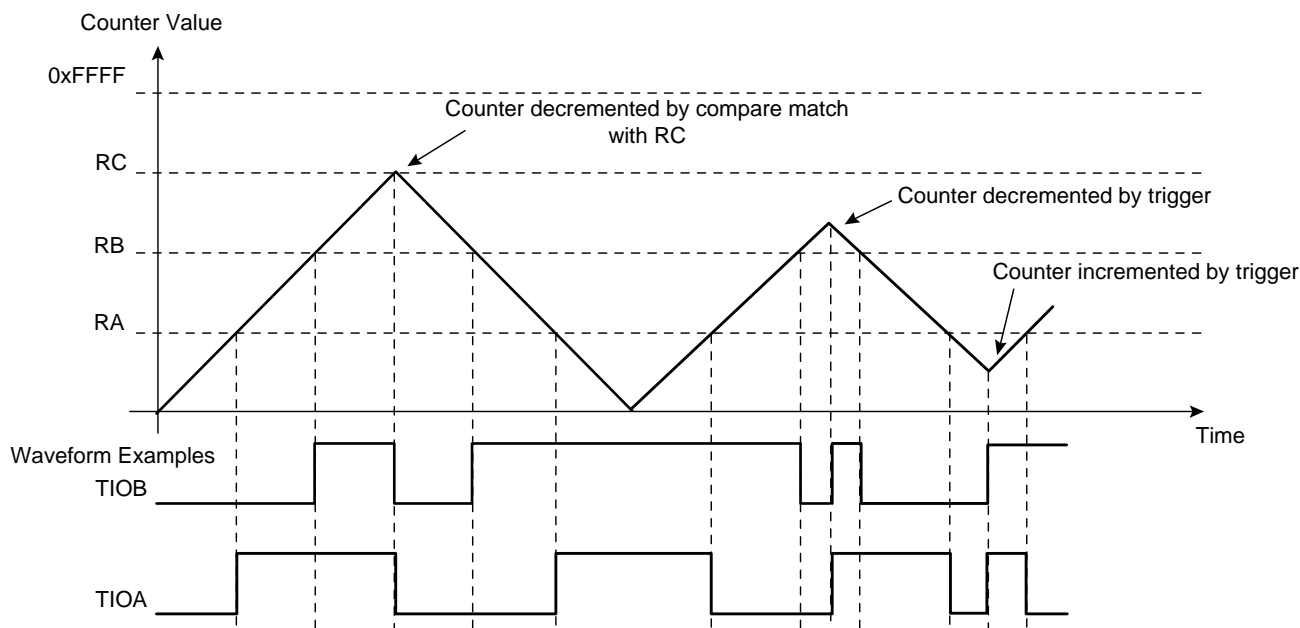 Counter Value
0xFFFF
Counter decremented by compare match
with RC
RC
Counter decremented by trigger
RB
Counter incremented by trigger
RA
Time
Waveform Examples
TIOB
TIOA